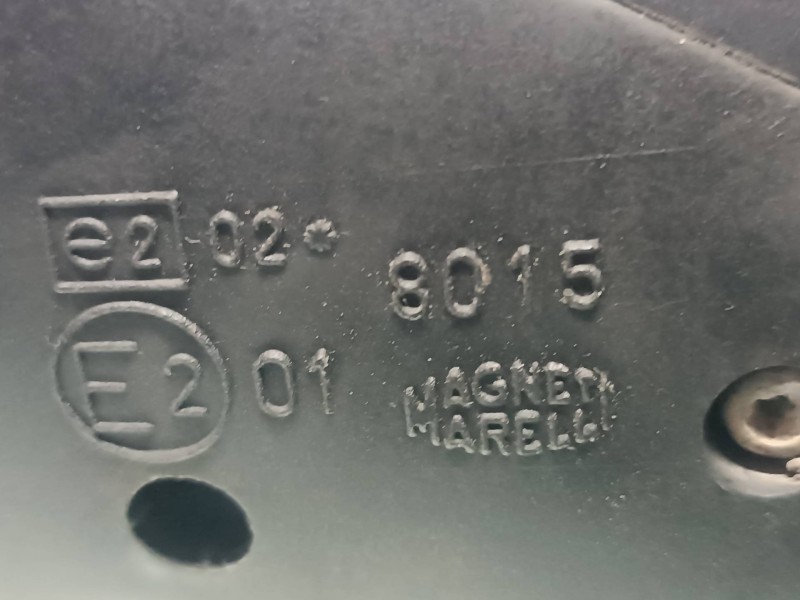 e2 02*
8015
E2 01
MAGNETI
MARELLI